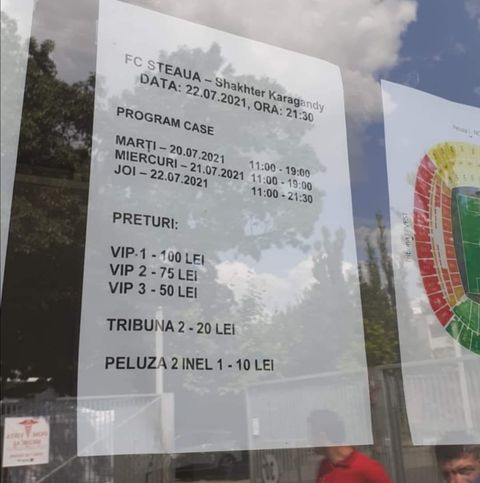 FC STEAUA – Shakhter Karagandy
DATA: 22.07.2021, ORA: 21:30
PROGRAM CASE
MARȚI – 20.07.2021 11:00 - 19:00
MIERCURI – 21.07.2021 11:00 - 19:00
JOI – 22.07.2021 11:00 - 21:30
PRETURI:
VIP 1 - 100 LEI
VIP 2 - 75 LEI
VIP 3 - 50 LEI
TRIBUNA 2 - 20 LEI
PELUZA 2 INEL 1 - 10 LEI